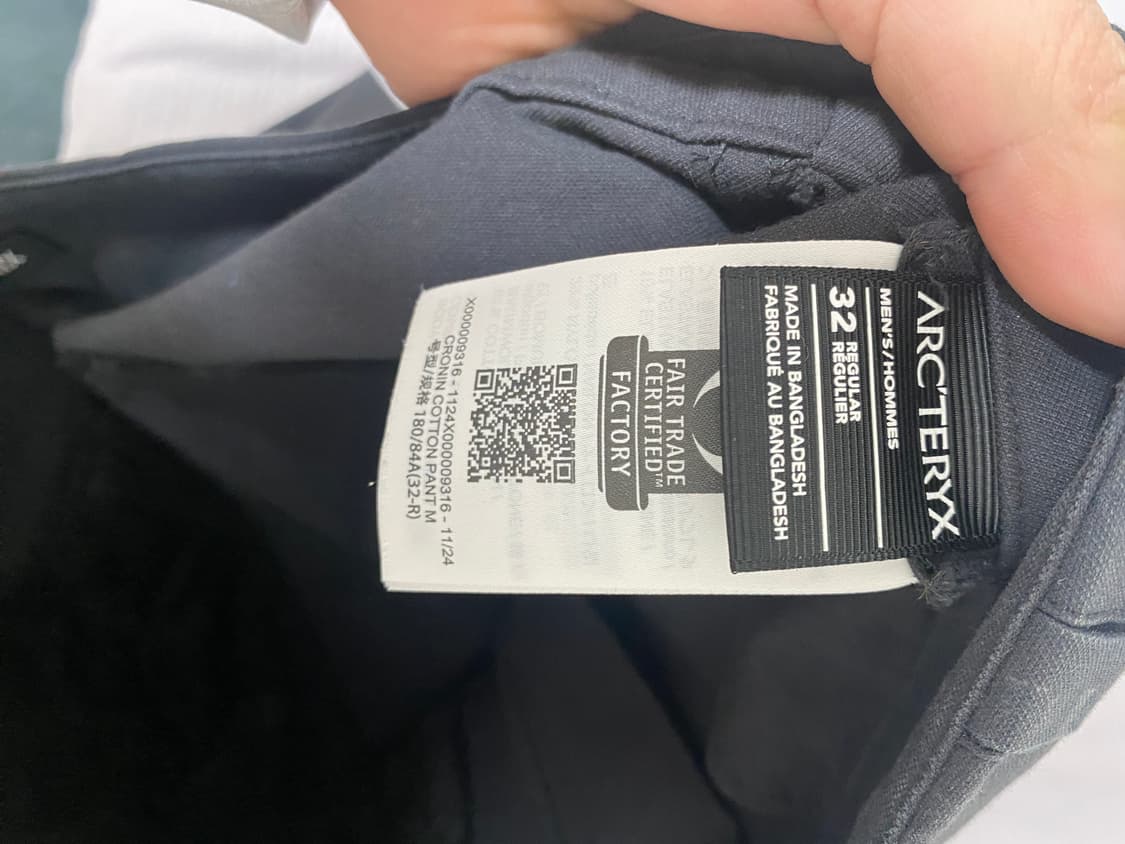 ARC'TERYX
MEN'S/HOMMES
32 REGULAR
RÉGULIER
MADE IN BANGLADESH
FABRIQUÉ AU BANGLADESH
FAIR TRADE
CERTIFIED™
FACTORY
X000009316 - 1124X000009316 - 11/24
CRONIN COTTON PANT M
号型/规格 180/84A(32-R)